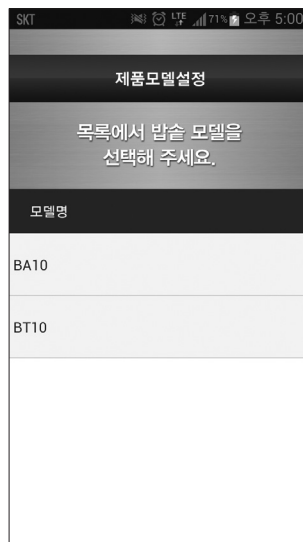 SKT LTE 71% 오후 5:00
제품모델설정
목록에서 밥솥 모델을
선택해 주세요.
모델명
BA10
BT10